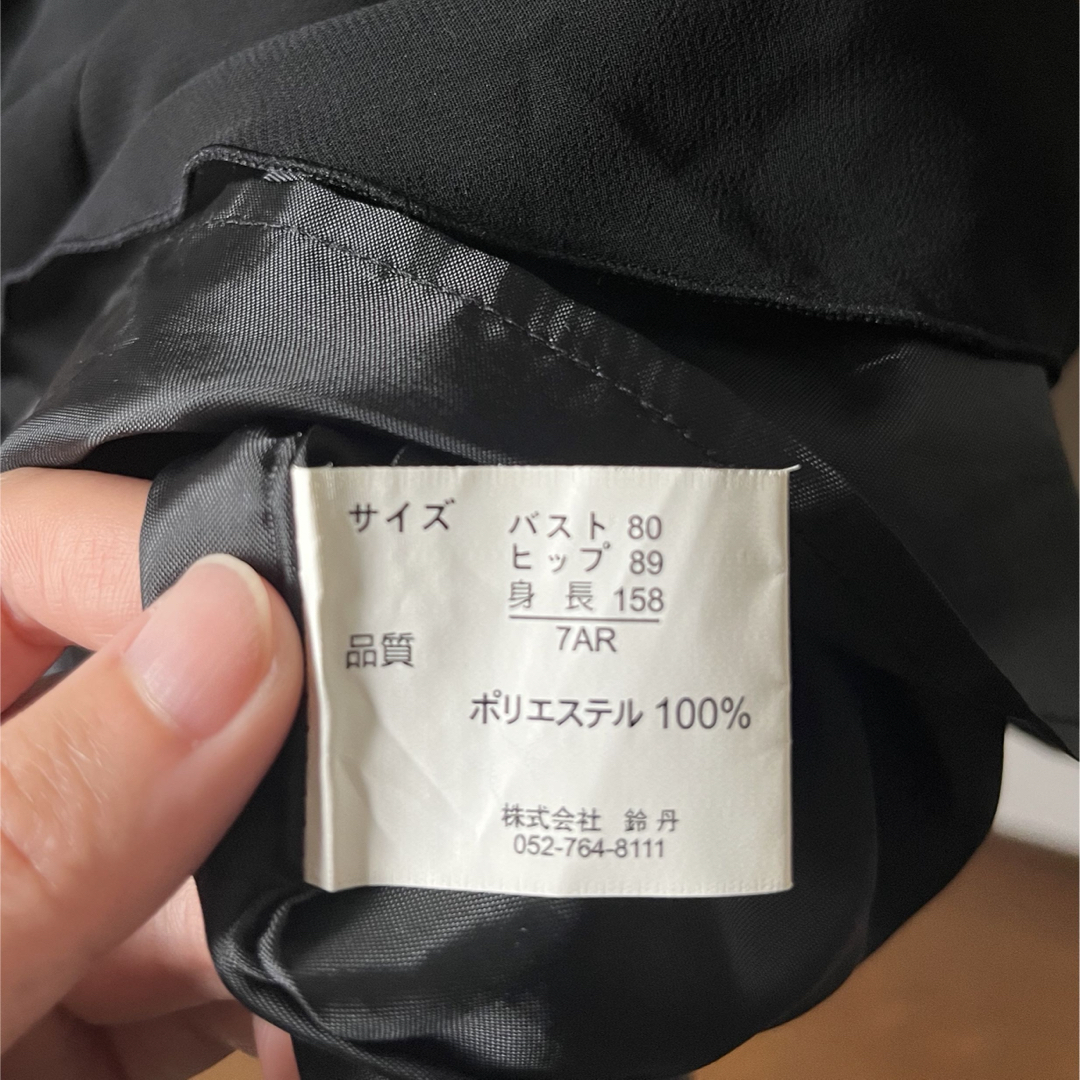 サイズ
バスト 80
ヒップ 89
身長 158
7AR
品質
ポリエステル 100%
株式会社 鈴丹
052-764-8111